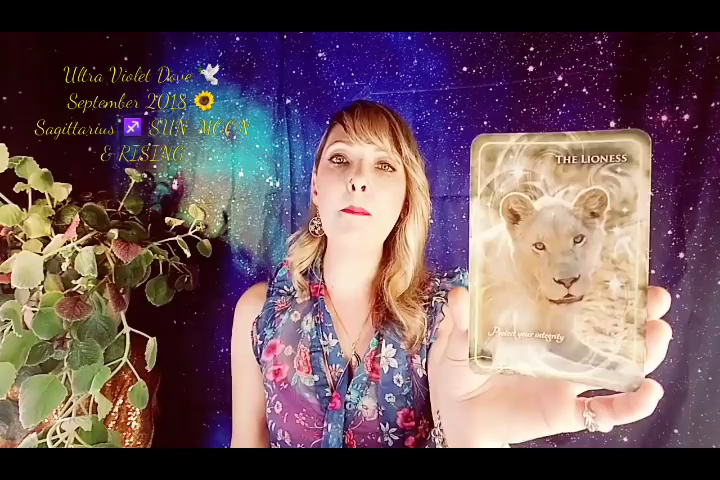 Ultra Violet Dove 🕊
September 2018 🌻
Sagittarius ♐ SUN MOON
& RISING
THE LIONESS
Protect your integrity